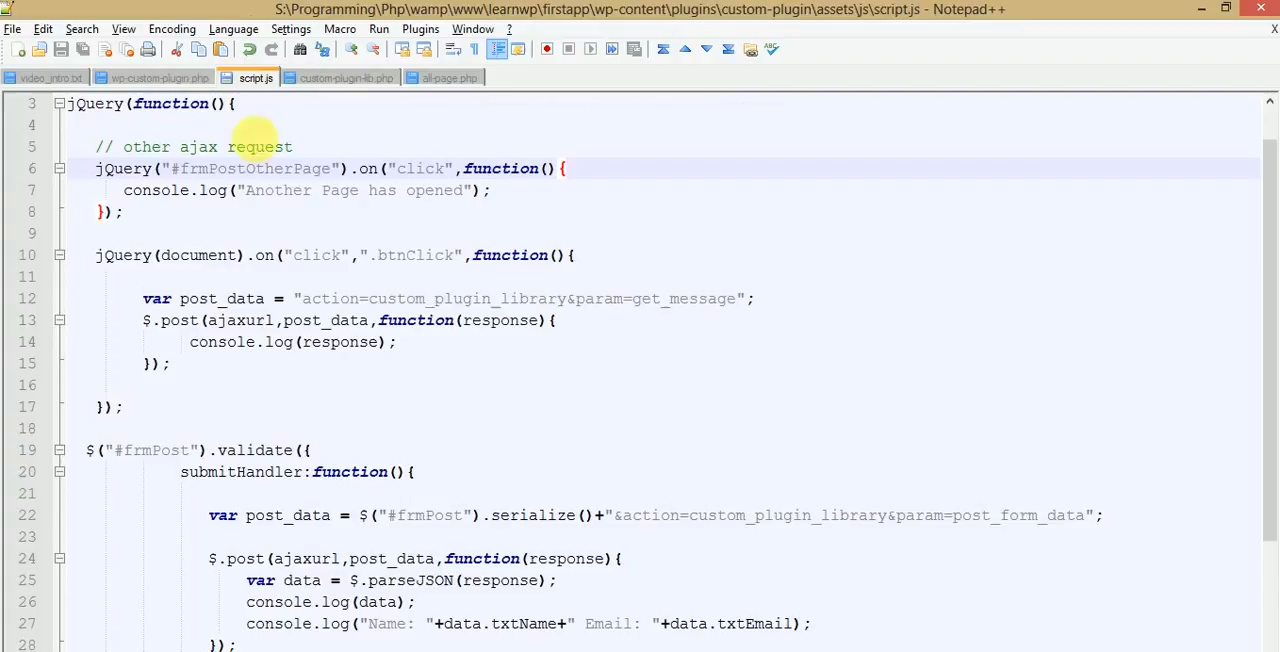 S:\Programming\Php\wamp\www\learnwp\firstapp\wp-content\plugins\custom-plugin\assets\js\script.js - Notepad++
File Edit Search View Encoding Language Settings Macro Run Plugins Window ? X
video_intro.txt wp-custom-plugin.php script.js custom-plugin-lib.php all-page.php
3 jQuery(function(){
4
5 // other ajax request
6 jQuery("#frmPostOtherPage").on("click",function(){
7 console.log("Another Page has opened");
8 });
9
10 jQuery(document).on("click",".btnClick",function(){
11
12 var post_data = "action=custom_plugin_library&param=get_message";
13 $.post(ajaxurl,post_data,function(response){
14 console.log(response);
15 });
16
17 });
18
19 $("#frmPost").validate({
20 submitHandler:function(){
21
22 var post_data = $("#frmPost").serialize()+"&action=custom_plugin_library&param=post_form_data";
23
24 $.post(ajaxurl,post_data,function(response){
25 var data = $.parseJSON(response);
26 console.log(data);
27 console.log("Name: "+data.txtName+" Email: "+data.txtEmail);
28 });